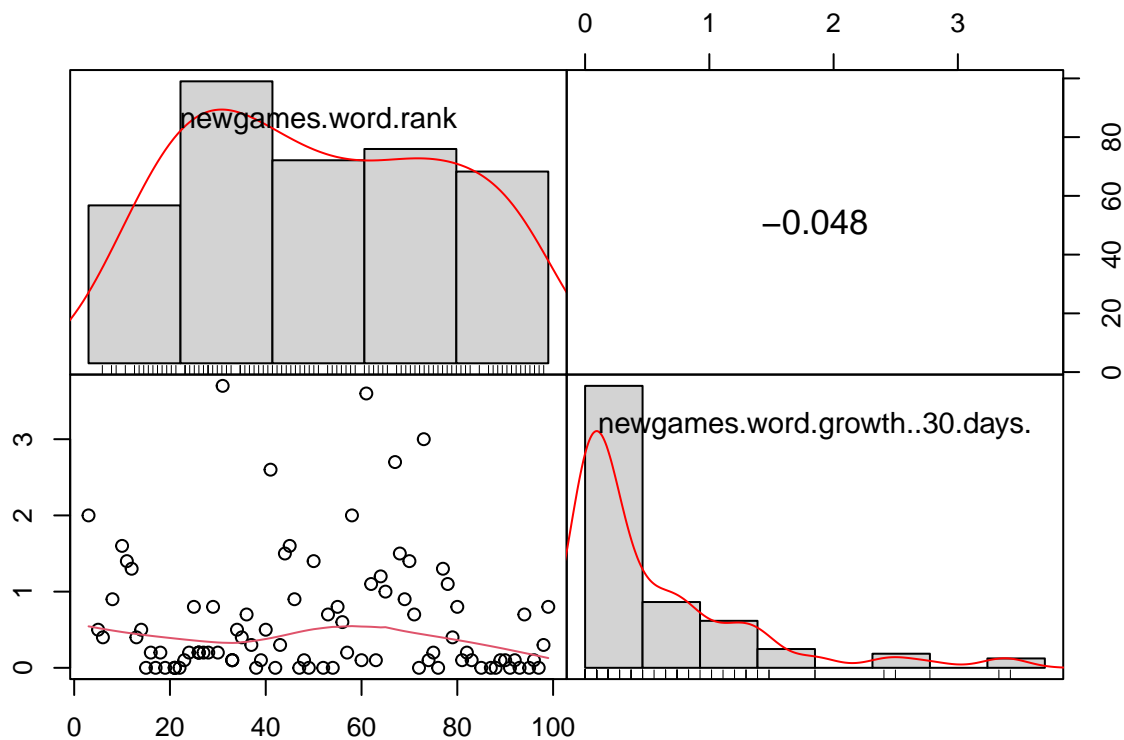 0 1 2 3
newgames.word.rank
−0.048
0 20 40 60 80
newgames.word.growth..30.days.
0 1 2 3
0 20 40 60 80 100